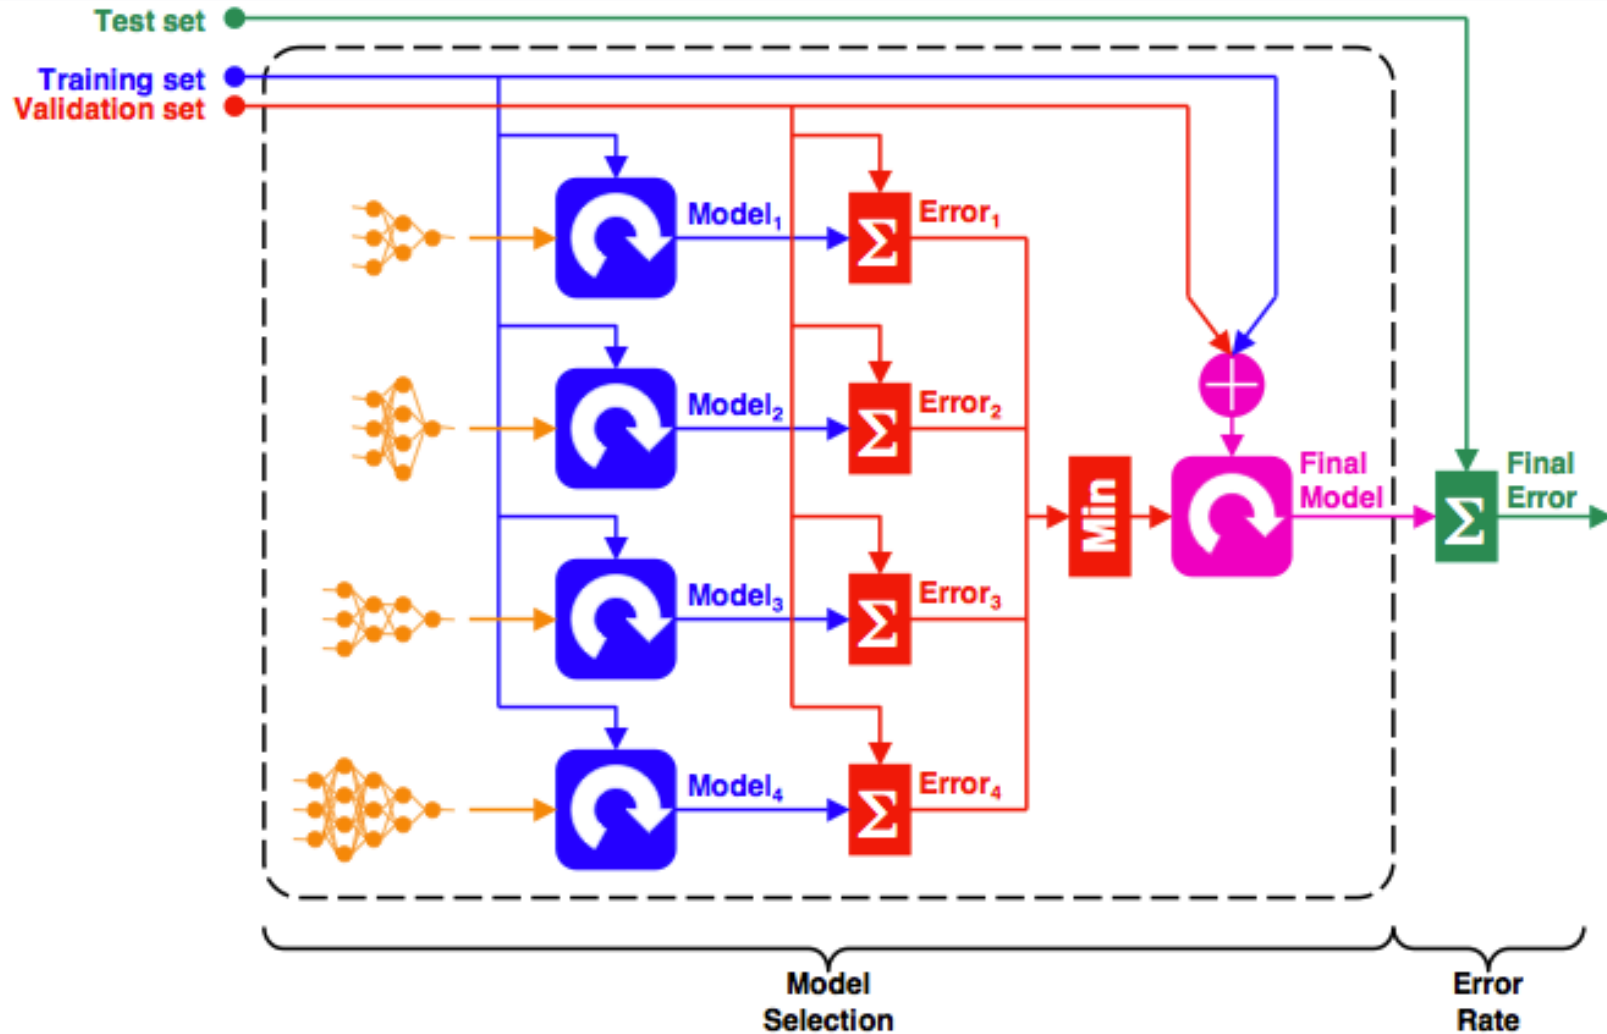 Test set
Training set
Validation set
Model₁
Error₁
Model₂
Error₂
Final
Model
Final
Error
Min
Model₃
Error₃
Model₄
Error₄
Σ
Σ
Σ
Σ
Σ
Model
Selection
Error
Rate